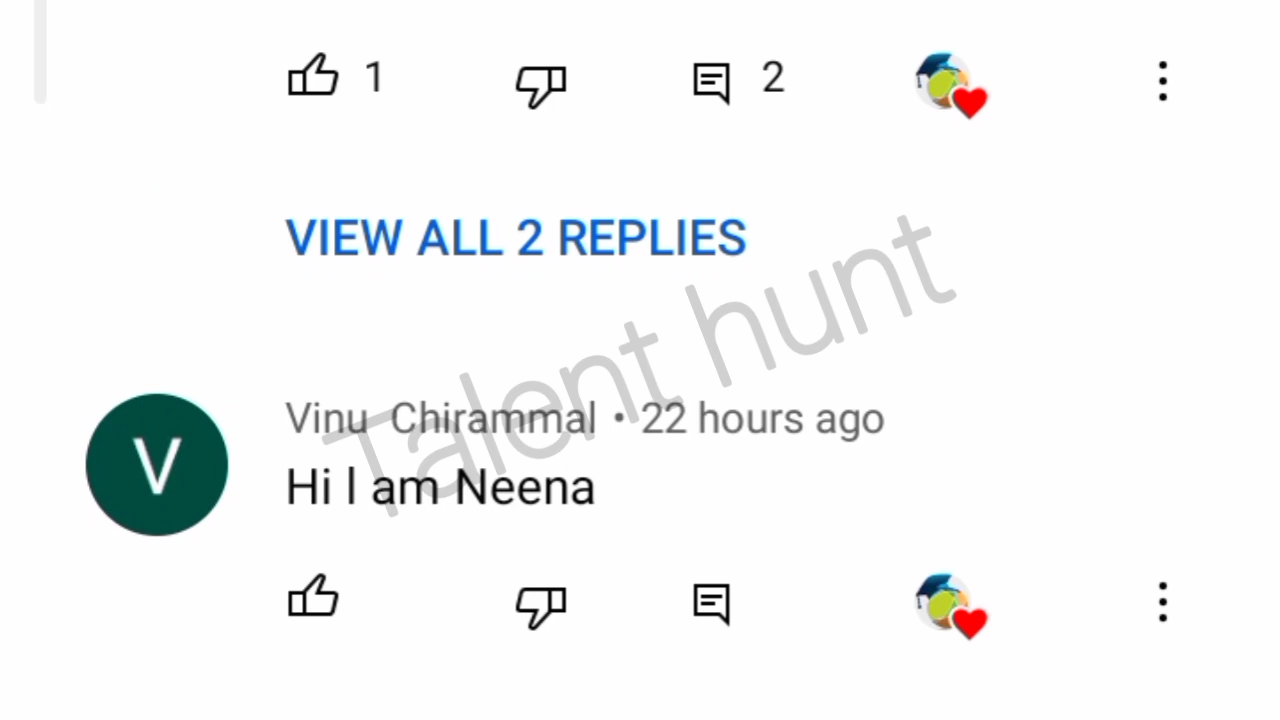 1 2
VIEW ALL 2 REPLIES
Talent hunt
Vinu Chirammal • 22 hours ago
V
Hi l am Neena